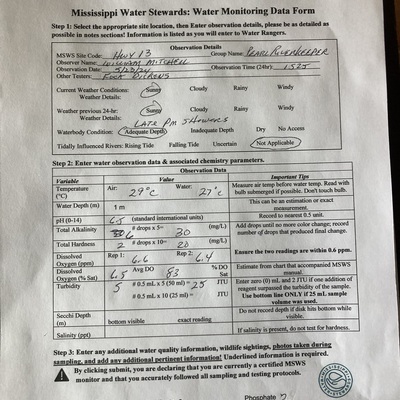 Mississippi Water Stewards: Water Monitoring Data Form
Step 1: Select the appropriate site location, then Enter observation details, please be as detailed as
possible in notes sections! Information is listed as you will enter to Water Rangers.
Observation Details
MSWS Site Code: HWY 13 Group Name: PEARL RIVERKEEPER
Observer Name: WILLIAM MITCHELL
Observation Date: 5/23/24 Observation Time (24hr): 1525
Other Testers: DICKENS
Current Weather Conditions: Sunny Cloudy Rainy Windy
Weather Details:
Weather previous 24-hr: Sunny Cloudy Rainy Windy
Weather Details: LATE PM SHOWERS
Waterbody Condition: Adequate Depth Inadequate Depth Dry No Access
Tidally Influenced Rivers: Rising Tide Falling Tide Uncertain Not Applicable
Step 2: Enter water observation data & associated chemistry parameters.
Observation Data
Variable Value Important Tips
Temperature (°C) Air: 29°C Water: 27°C Measure air temp before water temp. Read with bulb submerged if possible. Don't touch bulb.
Water Depth (m) 1 m This can be an estimation or exact measurement.
pH (0-14) 6.5 (standard international units) Record to nearest 0.5 unit.
Total Alkalinity 6 # drops x 5= 30 (mg/L) Add drops until no more color change; record number of drops that produced final change.
Total Hardness 2 # drops x 10= 20 (mg/L)
Dissolved Oxygen (ppm) Rep 1: 6.6 Rep 2: 6.4 Ensure the two readings are within 0.6 ppm.
Dissolved Oxygen (% Sat) 6.5 Avg DO 83 % DO Sat Estimate from chart that accompanied MSWS manual.
Turbidity 5 # 0.5 mL x 5 (50 ml) = 25 JTU Enter zero (0) mL and 2 JTU if one addition of reagent surpassed the turbidity of the sample.
# 0.5 mL x 10 (25 ml) = JTU Use bottom line ONLY if 25 mL sample volume was used.
Secchi Depth (m) bottom visible exact reading Do not record depth if disk hits bottom while visible.
Salinity (ppt) If salinity is present, do not test for hardness.
Step 3: Enter any additional water quality information, wildlife sightings, photos taken during
sampling, and add any additional pertinent information! Underlined information is required.
By clicking submit, you are declaring that you are currently a certified MSWS
monitor and that you accurately followed all sampling and testing protocols.
Phosphate